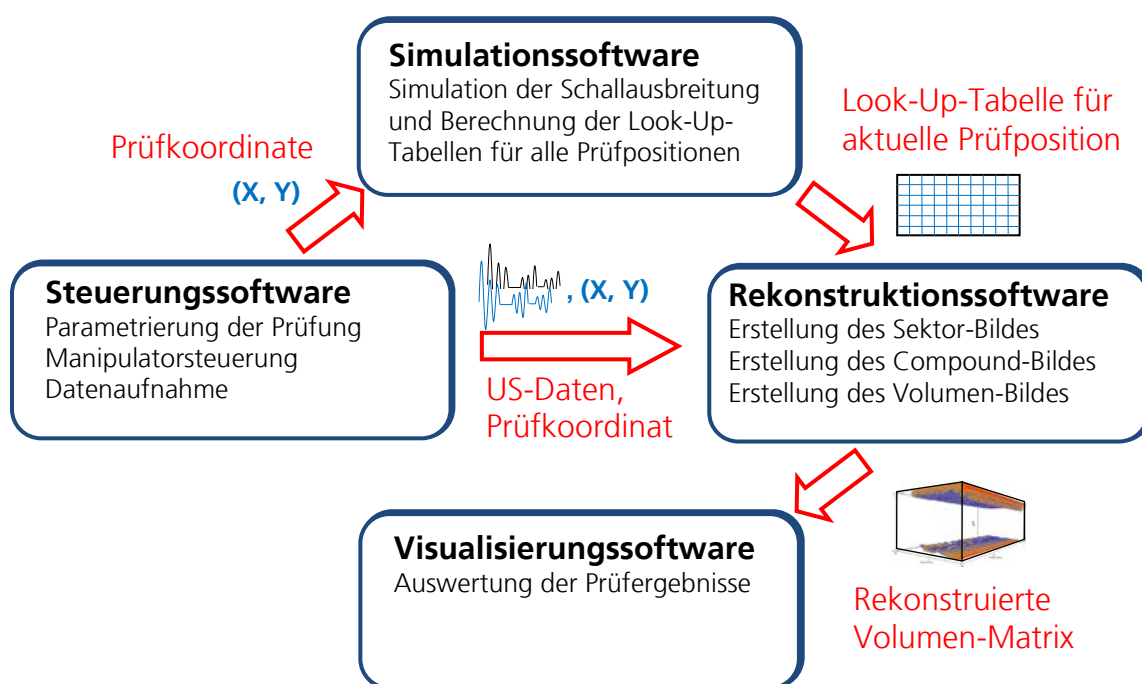 Simulationssoftware
Simulation der Schallausbreitung
und Berechnung der Look-Up-
Tabellen für alle Prüfpositionen
Prüfkoordinate
(X, Y)
Look-Up-Tabelle für
aktuelle Prüfposition
Steuerungssoftware
Parametrierung der Prüfung
Manipulatorsteuerung
Datenaufnahme
, (X, Y)
US-Daten,
Prüfkoordinat
Rekonstruktionssoftware
Erstellung des Sektor-Bildes
Erstellung des Compound-Bildes
Erstellung des Volumen-Bildes
Visualisierungssoftware
Auswertung der Prüfergebnisse
Rekonstruierte
Volumen-Matrix